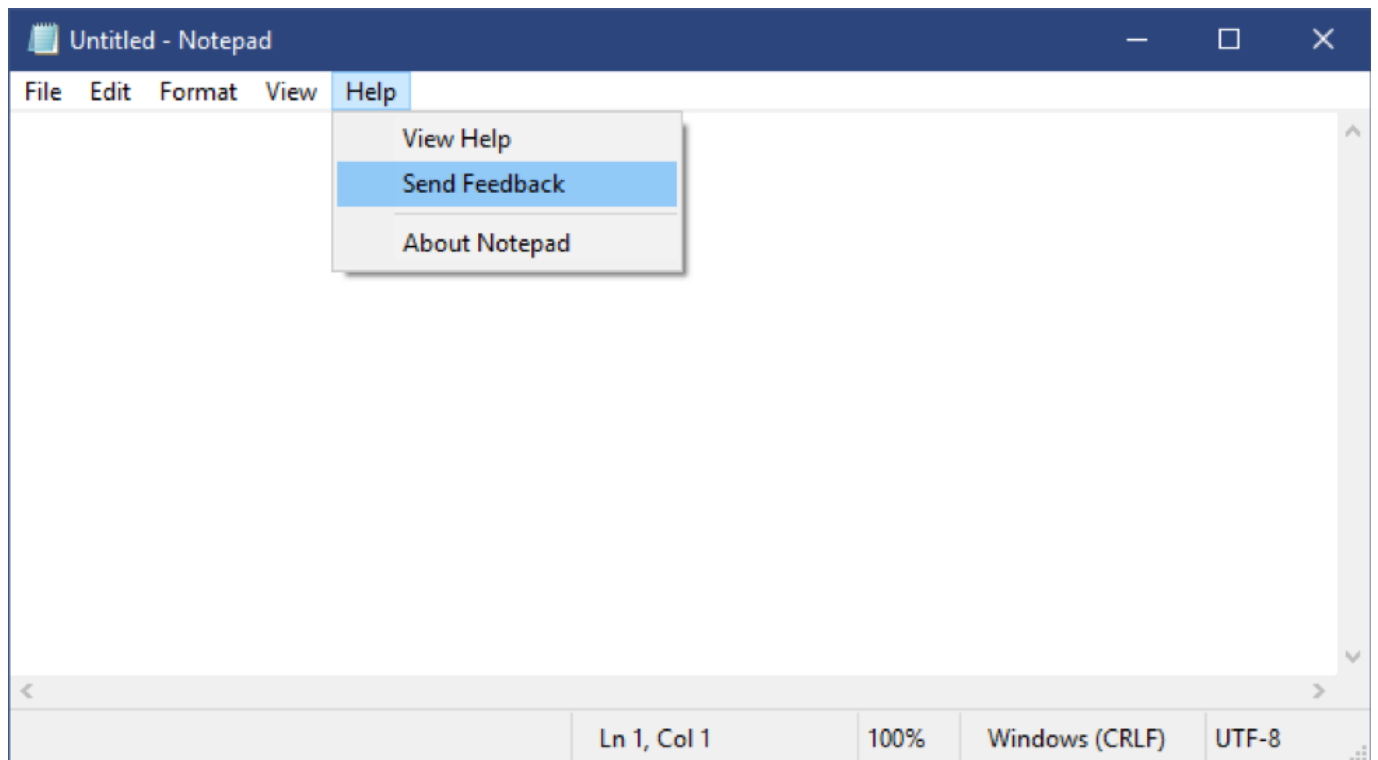 Untitled - Notepad
File Edit Format View Help
View Help
Send Feedback
About Notepad
Ln 1, Col 1 100% Windows (CRLF) UTF-8